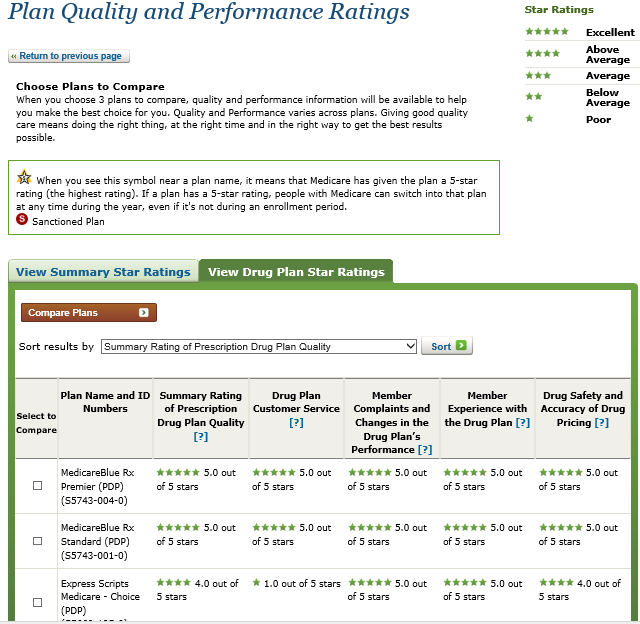 Plan Quality and Performance Ratings
Star Ratings
Excellent
Above
Average
Average
Below
Average
Poor
« Return to previous page
Choose Plans to Compare
When you choose 3 plans to compare, quality and performance information will be available to help
you make the best choice for you. Quality and Performance varies across plans. Giving good quality
care means doing the right thing, at the right time and in the right way to get the best results
possible.
When you see this symbol near a plan name, it means that Medicare has given the plan a 5-star
rating (the highest rating). If a plan has a 5-star rating, people with Medicare can switch into that plan
at any time during the year, even if it's not during an enrollment period.
S Sanctioned Plan
View Summary Star Ratings View Drug Plan Star Ratings
Compare Plans
Sort results by Summary Rating of Prescription Drug Plan Quality Sort
Select to
Compare
Plan Name and ID
Numbers
Summary Rating
of Prescription
Drug Plan Quality
[?]
Drug Plan
Customer Service
[?]
Member
Complaints and
Changes in the
Drug Plan's
Performance [?]
Member
Experience with
the Drug Plan [?]
Drug Safety and
Accuracy of Drug
Pricing [?]
MedicareBlue Rx
Premier (PDP)
(S5743-004-0)
5.0 out
of 5 stars
5.0 out
of 5 stars
5.0 out
of 5 stars
5.0 out
of 5 stars
5.0 out
of 5 stars
MedicareBlue Rx
Standard (PDP)
(S5743-001-0)
5.0 out
of 5 stars
5.0 out
of 5 stars
5.0 out
of 5 stars
5.0 out
of 5 stars
5.0 out
of 5 stars
Express Scripts
Medicare - Choice
(PDP)
4.0 out of
5 stars
1.0 out of 5 stars
5.0 out
of 5 stars
5.0 out
of 5 stars
4.0 out of
5 stars